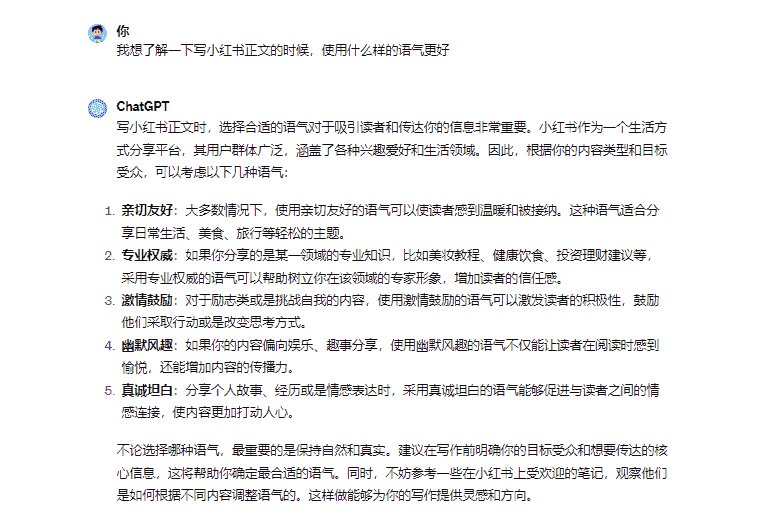 你
我想了解一下写小红书正文的时候，使用什么样的语气更好
ChatGPT
写小红书正文时，选择合适的语气对于吸引读者和传达你的信息非常重要。小红书作为一个生活方
式分享平台，其用户群体广泛，涵盖了各种兴趣爱好和生活领域。因此，根据你的内容类型和目标
受众，可以考虑以下几种语气：
1. 亲切友好：大多数情况下，使用亲切友好的语气可以使读者感到温暖和被接纳。这种语气适合分
享日常生活、美食、旅行等轻松的主题。
2. 专业权威：如果你分享的是某一领域的专业知识，比如美妆教程、健康饮食、投资理财建议等，
采用专业权威的语气可以帮助树立你在该领域的专家形象，增加读者的信任感。
3. 激情鼓励：对于励志类或是挑战自我的内容，使用激情鼓励的语气可以激发读者的积极性，鼓励
他们采取行动或是改变思考方式。
4. 幽默风趣：如果你的内容偏向娱乐、趣事分享，使用幽默风趣的语气不仅能让读者在阅读时感到
愉悦，还能增加内容的传播力。
5. 真诚坦白：分享个人故事、经历或是情感表达时，采用真诚坦白的语气能够促进与读者之间的情
感连接，使内容更加打动人心。
不论选择哪种语气，最重要的是保持自然和真实。建议在写作前明确你的目标受众和想要传达的核
心信息，这将帮助你确定最合适的语气。同时，不妨参考一些在小红书上受欢迎的笔记，观察他们
是如何根据不同内容调整语气的。这样做能够为你的写作提供灵感和方向。